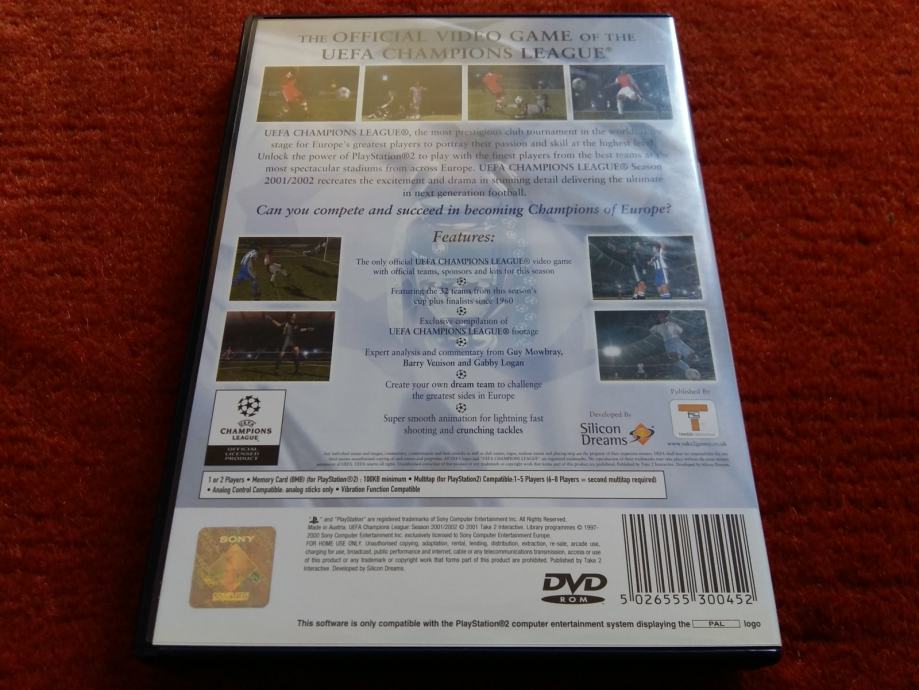 THE OFFICIAL VIDEO GAME OF THE
UEFA CHAMPIONS LEAGUE®
UEFA CHAMPIONS LEAGUE®, the most prestigious club tournament in the world, is the
stage for Europe's greatest players to portray their passion and skill at the highest level.
Unlock the power of PlayStation®2 to play with the finest players from the best teams at the
most spectacular stadiums from across Europe. UEFA CHAMPIONS LEAGUE® Season
2001/2002 recreates the excitement and drama in stunning detail delivering the ultimate
in next generation football.
Can you compete and succeed in becoming Champions of Europe?
Features:
The only official UEFA CHAMPIONS LEAGUE® video game
with official teams, sponsors and kits for this season
Featuring the 32 teams from this season's
cup plus finalists since 1960
Exclusive compilation of
UEFA CHAMPIONS LEAGUE® footage
Expert analysis and commentary from Guy Mowbray,
Barry Venison and Gabby Logan
Create your own dream team to challenge
the greatest sides in Europe
Super smooth animation for lightning fast
shooting and crunching tackles
UEFA
CHAMPIONS
LEAGUE
OFFICIAL
LICENSED
PRODUCT
Developed By
Silicon
Dreams
Published By
T
www.take2games.co.uk
1 or 2 Players • Memory Card (8MB) (for PlayStation®2) : 100KB minimum • Multitap (for PlayStation2) Compatible:1-5 Players (6-8 Players = second multitap required)
• Analog Control Compatible: analog sticks only • Vibration Function Compatible
SONY
COMPUTER
and "PlayStation" are registered trademarks of Sony Computer Entertainment Inc. All Rights Reserved.
Made in Austria. UEFA Champions League: Season 2001/2002 © 2001 Take 2 Interactive. Library programmes © 1997-
2000 Sony Computer Entertainment Inc. exclusively licensed to Sony Computer Entertainment Europe.
FOR HOME USE ONLY. Unauthorised copying, adaptation, rental, lending, distribution, extraction, re-sale, arcade use,
charging for use, broadcast, public performance and internet, cable or any telecommunications transmission, access or use
of this product or any trademark or copyright work that forms part of this product are prohibited. Published by Take 2
Interactive. Developed by Silicon Dreams.
DVD
ROM
5 026555 300452
This software is only compatible with the PlayStation®2 computer entertainment system displaying the PAL logo